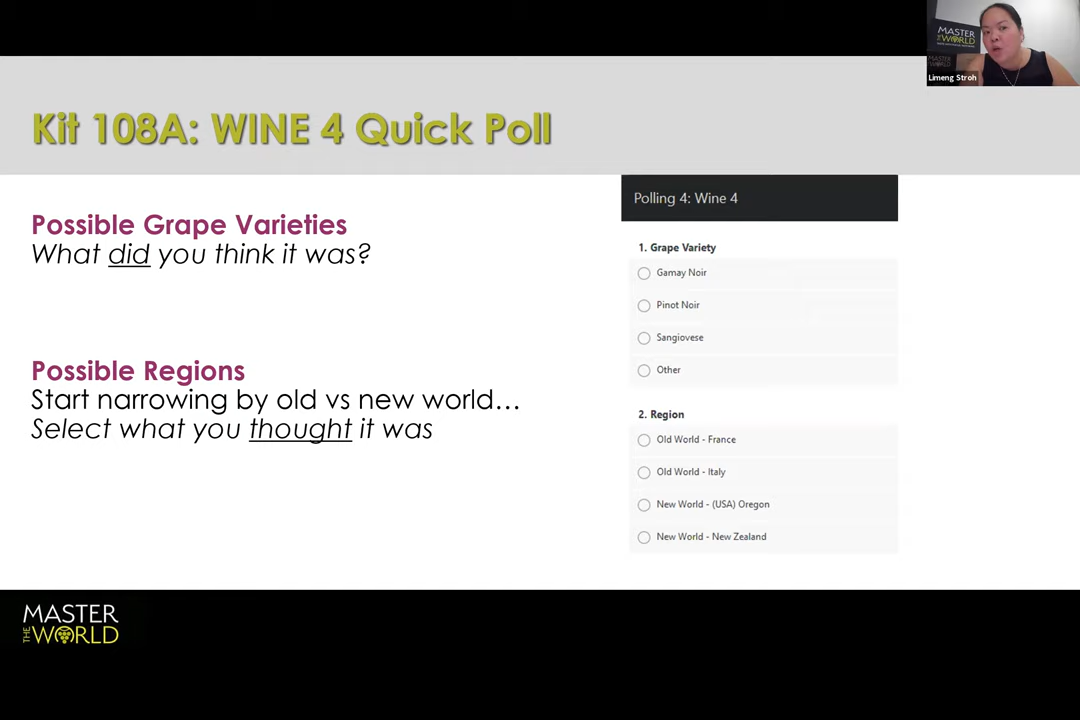 MASTER
THE WORLD
Limeng Stroh
Kit 108A: WINE 4 Quick Poll
Possible Grape Varieties
What did you think it was?
Possible Regions
Start narrowing by old vs new world…
Select what you thought it was
Polling 4: Wine 4
1. Grape Variety
Gamay Noir
Pinot Noir
Sangiovese
Other
2. Region
Old World - France
Old World - Italy
New World - (USA) Oregon
New World - New Zealand
MASTER
THE WORLD